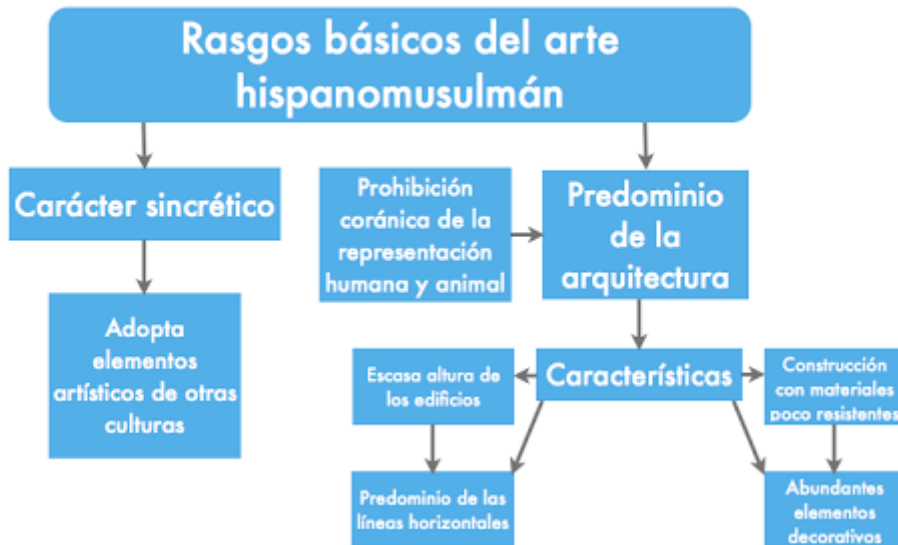 Rasgos básicos del arte
hispanomusulmán
Carácter sincrético
Prohibición
coránica de la
representación
humana y animal
Predominio
de la
arquitectura
Adopta
elementos
artísticos de otras
culturas
Escasa altura de
los edificios
Características
Construcción
con materiales
poco resistentes
Predominio de las
líneas horizontales
Abundantes
elementos
decorativos